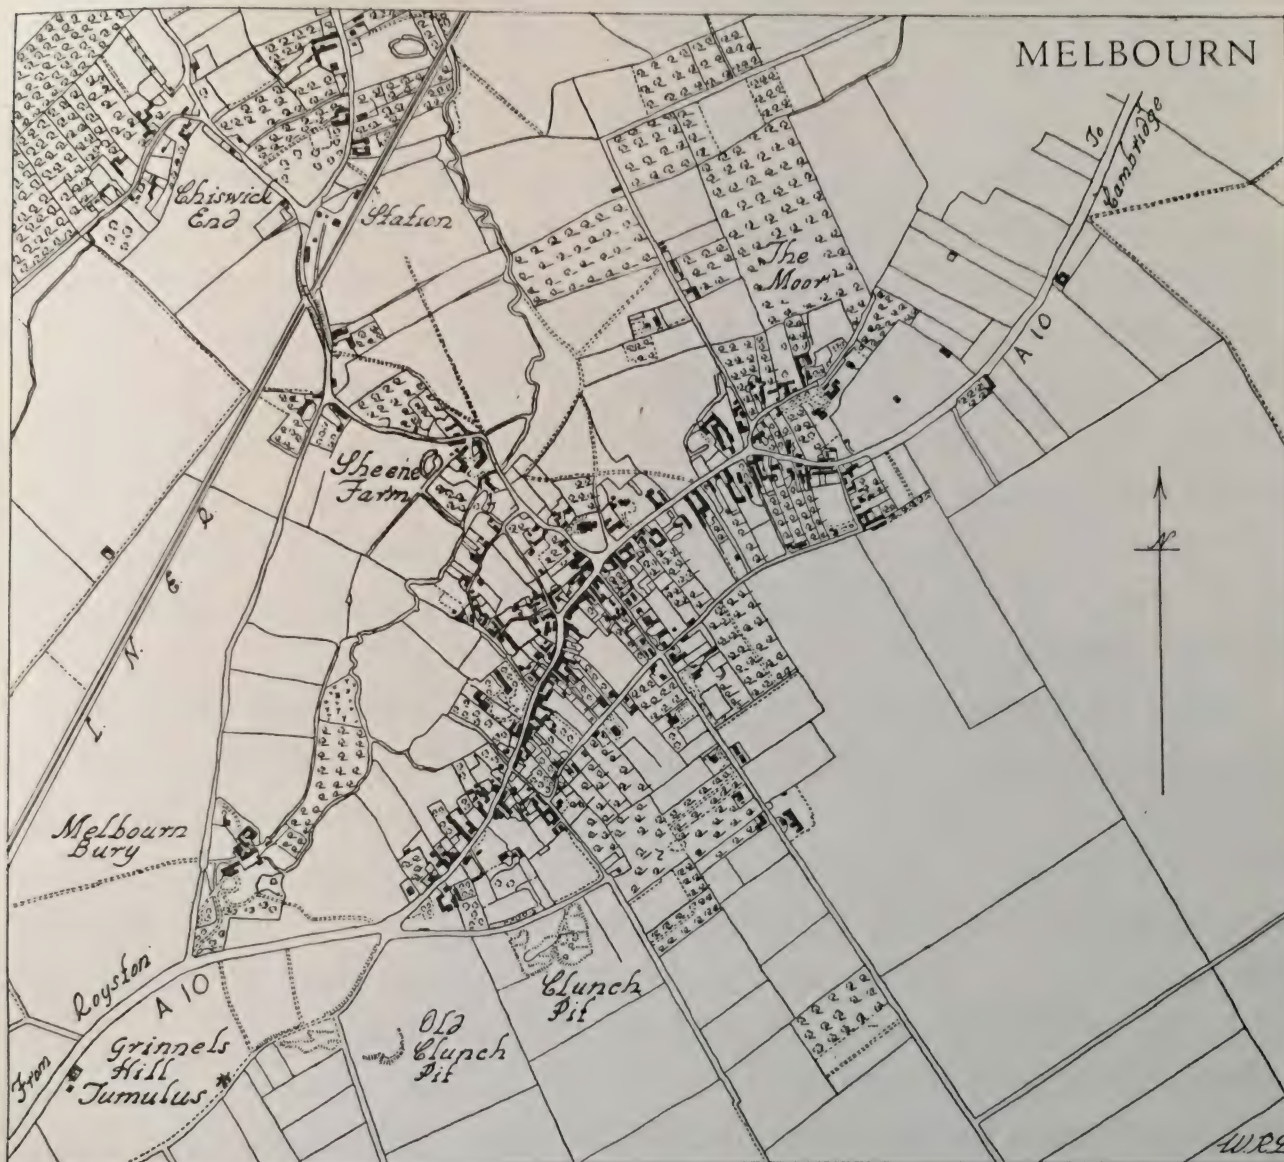 MELBOURN
To
Cambridge
Chiswick
End
Station
The
Moor
A 10
Sheene
Farm
N
L. N. E. R.
Melbourn
Bury
From Royston
A 10
Grinnels
Hill
Tumulus
Old
Clunch
Pit
Clunch
Pit